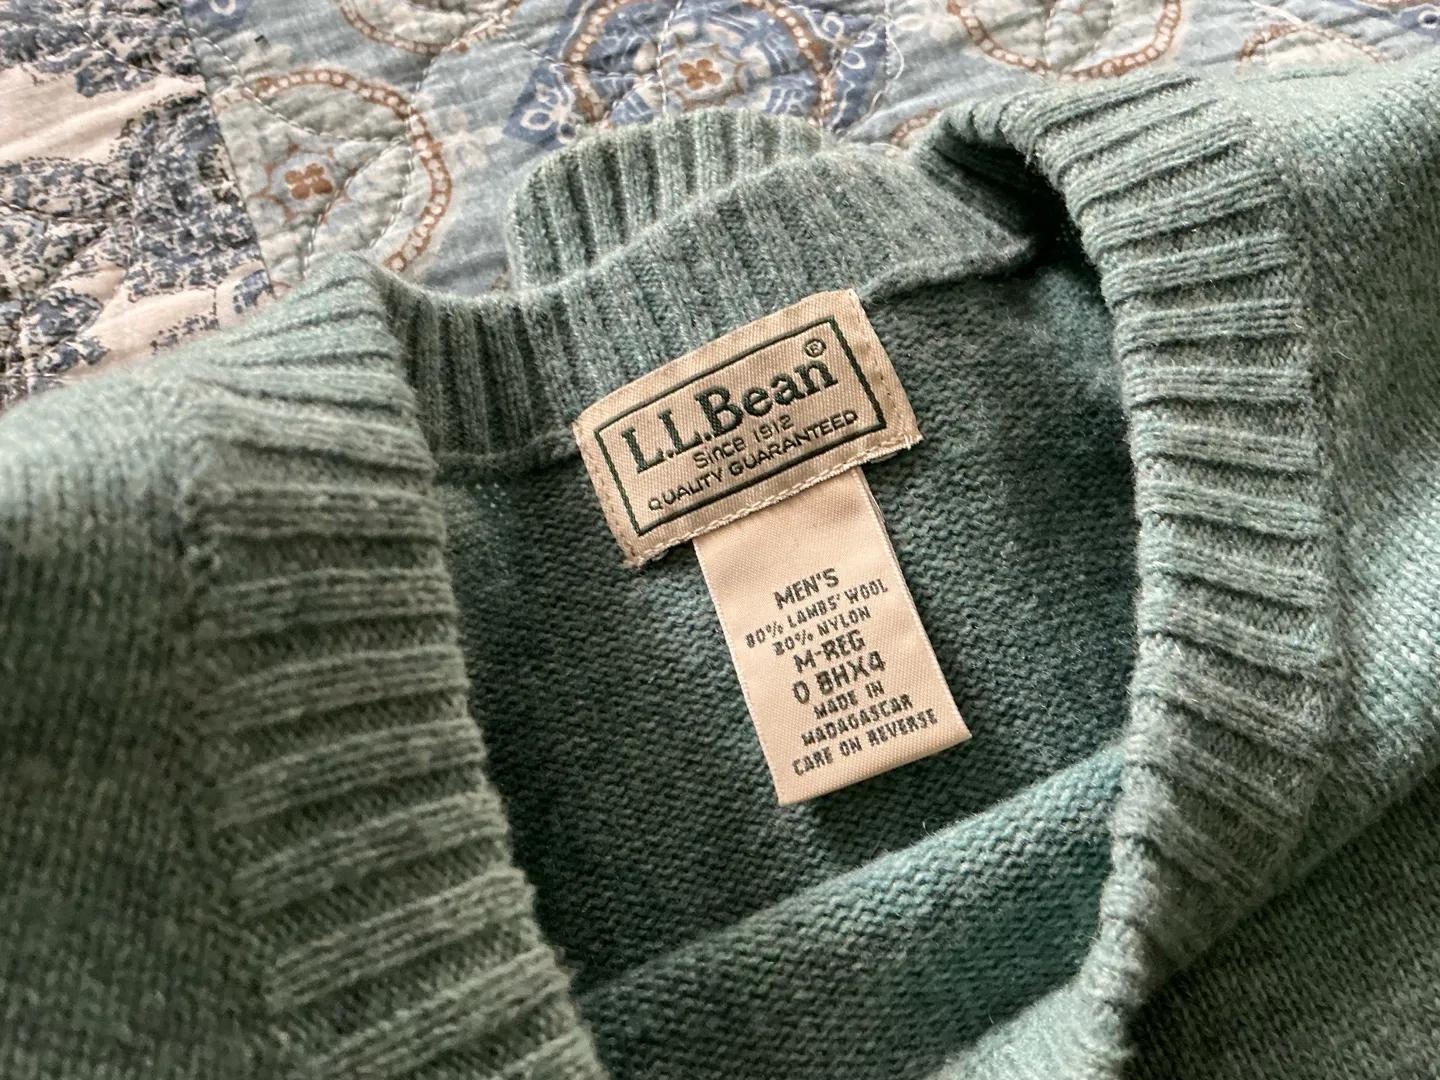 L.L.Bean®
Since 1912
QUALITY GUARANTEED
MEN'S
80% LAMBS' WOOL
20% NYLON
M-REG
0 BHX4
MADE IN
MADAGASCAR
CARE ON REVERSE